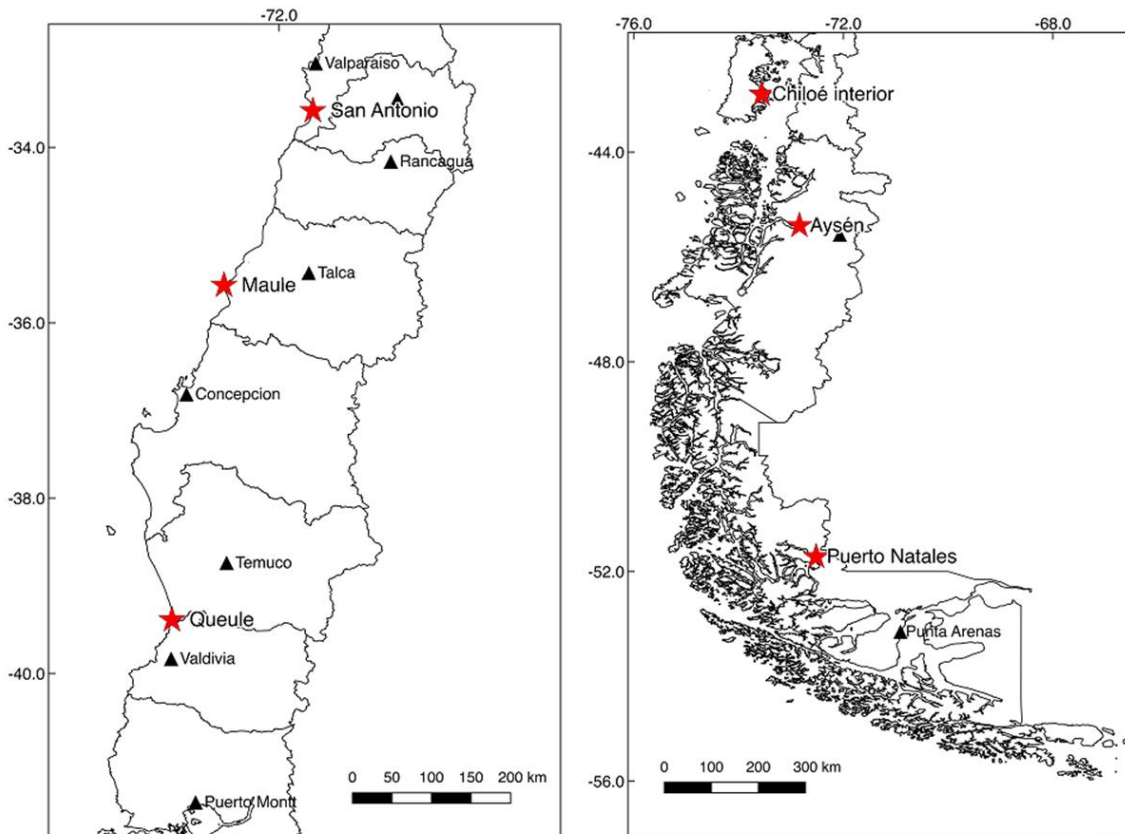 -72.0
Valparaiso
San Antonio
-34.0
Rancagua
Maule
Talca
-36.0
Concepcion
-38.0
Temuco
Queule
Valdivia
-40.0
0 50 100 150 200 km
Puerto Montt
-76.0 -72.0 -68.0
Chiloé interior
-44.0
Aysén
-48.0
Puerto Natales
-52.0
Punta Arenas
0 100 200 300 km
-56.0